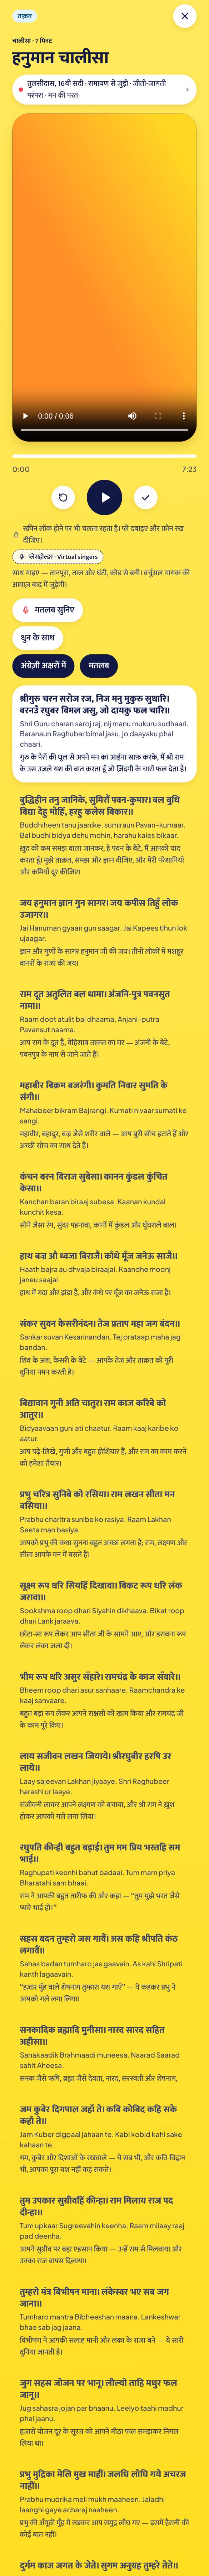 ताक़त
चालीसा · 7 मिनट
हनुमान चालीसा
तुलसीदास, 16वीं सदी · रामायण से जुड़ी · जीती-जागती
परंपरा · मन की परत
0:00 / 0:06
0:00
7:23
स्क्रीन लॉक होने पर भी चलता रहता है। प्ले दबाइए और फ़ोन रख
दीजिए।
प्लेसहोल्डर · Virtual singers
साथ गाइए — तानपूरा, ताल और घंटी, कोड से बनी। वर्चुअल गायक की
आवाज़ बाद में जुड़ेगी।
मतलब सुनिए
धुन के साथ
अंग्रेज़ी अक्षरों में
मतलब
श्रीगुरु चरन सरोज रज, निज मनु मुकुरु सुधारि।
बरनउँ रघुबर बिमल जसु, जो दायकु फल चारि॥
Shri Guru charan saroj raj, nij manu mukuru sudhaari.
Baranaun Raghubar bimal jasu, jo daayaku phal
chaari.
गुरु के पैरों की धूल से अपने मन का आईना साफ़ करके, मैं श्री राम
के उस उजले यश की बात करता हूँ जो ज़िंदगी के चारों फल देता है।
बुद्धिहीन तनु जानिके, सुमिरौं पवन-कुमार। बल बुधि
बिद्या देहु मोहिं, हरहु कलेस बिकार॥
Buddhiheen tanu jaanike, sumiraun Pavan-kumaar.
Bal budhi bidya dehu mohin, harahu kales bikaar.
ख़ुद को कम समझ वाला जानकर, हे पवन के बेटे, मैं आपको याद
करता हूँ। मुझे ताक़त, समझ और ज्ञान दीजिए, और मेरी परेशानियाँ
और कमियाँ दूर कीजिए।
जय हनुमान ज्ञान गुन सागर। जय कपीस तिहुँ लोक
उजागर॥
Jai Hanuman gyaan gun saagar. Jai Kapees tihun lok
ujaagar.
ज्ञान और गुणों के सागर हनुमान जी की जय। तीनों लोकों में मशहूर
वानरों के राजा की जय।
राम दूत अतुलित बल धामा। अंजनि-पुत्र पवनसुत
नामा॥
Raam doot atulit bal dhaama. Anjani-putra
Pavansut naama.
आप राम के दूत हैं, बेहिसाब ताक़त का घर — अंजनी के बेटे,
पवनपुत्र के नाम से जाने जाते हैं।
महाबीर बिक्रम बजरंगी। कुमति निवार सुमति के
संगी॥
Mahabeer bikram Bajrangi. Kumati nivaar sumati ke
sangi.
महावीर, बहादुर, बज्र जैसे शरीर वाले — आप बुरी सोच हटाते हैं और
अच्छी सोच का साथ देते हैं।
कंचन बरन बिराज सुबेसा। कानन कुंडल कुंचित
केसा॥
Kanchan baran biraaj subesa. Kaanan kundal
kunchit kesa.
सोने जैसा रंग, सुंदर पहनावा, कानों में कुंडल और घुँघराले बाल।
हाथ बज्र औ ध्वजा बिराजै। काँधे मूँज जनेऊ साजै॥
Haath bajra au dhvaja biraajai. Kaandhe moonj
janeu saajai.
हाथ में गदा और झंडा है, और कंधे पर मूँज का जनेऊ सजा है।
संकर सुवन केसरीनंदन। तेज प्रताप महा जग बंदन॥
Sankar suvan Kesarinandan. Tej prataap maha jag
bandan.
शिव के अंश, केसरी के बेटे — आपके तेज और ताक़त को पूरी
दुनिया नमन करती है।
बिद्यावान गुनी अति चातुर। राम काज करिबे को
आतुर॥
Bidyaavaan guni ati chaatur. Raam kaaj karibe ko
aatur.
आप पढ़े-लिखे, गुणी और बहुत होशियार हैं, और राम का काम करने
को हमेशा तैयार।
प्रभु चरित्र सुनिबे को रसिया। राम लखन सीता मन
बसिया॥
Prabhu charitra sunibe ko rasiya. Raam Lakhan
Seeta man basiya.
आपको प्रभु की कथा सुनना बहुत अच्छा लगता है; राम, लक्ष्मण और
सीता आपके मन में बसते हैं।
सूक्ष्म रूप धरि सियहिं दिखावा। बिकट रूप धरि लंक
जरावा॥
Sookshma roop dhari Siyahin dikhaava. Bikat roop
dhari Lank jaraava.
छोटा-सा रूप लेकर आप सीता जी के सामने आए, और डरावना रूप
लेकर लंका जला दी।
भीम रूप धरि असुर सँहारे। रामचंद्र के काज सँवारे॥
Bheem roop dhari asur sanhaare. Raamchandra ke
kaaj sanvaare.
बहुत बड़ा रूप लेकर आपने राक्षसों को ख़त्म किया और रामचंद्र जी
के काम पूरे किए।
लाय सजीवन लखन जियाये। श्रीरघुबीर हरषि उर
लाये॥
Laay sajeevan Lakhan jiyaaye. Shri Raghubeer
harashi ur laaye.
संजीवनी लाकर आपने लक्ष्मण को बचाया, और श्री राम ने ख़ुश
होकर आपको गले लगा लिया।
रघुपति कीन्ही बहुत बड़ाई। तुम मम प्रिय भरतहि सम
भाई॥
Raghupati keenhi bahut badaai. Tum mam priya
Bharatahi sam bhaai.
राम ने आपकी बहुत तारीफ़ की और कहा — "तुम मुझे भरत जैसे
प्यारे भाई हो।"
सहस बदन तुम्हरो जस गावैं। अस कहि श्रीपति कंठ
लगावैं॥
Sahas badan tumharo jas gaavain. As kahi Shripati
kanth lagaavain.
"हज़ार मुँह वाले शेषनाग तुम्हारा यश गाएँ" — ये कहकर प्रभु ने
आपको गले लगा लिया।
सनकादिक ब्रह्मादि मुनीसा। नारद सारद सहित
अहीसा॥
Sanakaadik Brahmaadi muneesa. Naarad Saarad
sahit Aheesa.
सनक जैसे ऋषि, ब्रह्मा जैसे देवता, नारद, सरस्वती और शेषनाग,
जम कुबेर दिगपाल जहाँ ते। कबि कोबिद कहि सके
कहाँ ते॥
Jam Kuber digpaal jahaan te. Kabi kobid kahi sake
kahaan te.
यम, कुबेर और दिशाओं के रखवाले — ये सब भी, और कवि-विद्वान
भी, आपका पूरा यश नहीं कह सकते।
तुम उपकार सुग्रीवहिं कीन्हा। राम मिलाय राज पद
दीन्हा॥
Tum upkaar Sugreevahin keenha. Raam milaay raaj
pad deenha.
आपने सुग्रीव पर बड़ा एहसान किया — उन्हें राम से मिलवाया और
उनका राज वापस दिलाया।
तुम्हरो मंत्र बिभीषन माना। लंकेस्वर भए सब जग
जाना॥
Tumharo mantra Bibheeshan maana. Lankeshwar
bhae sab jag jaana.
विभीषण ने आपकी सलाह मानी और लंका के राजा बने — ये सारी
दुनिया जानती है।
जुग सहस्र जोजन पर भानू। लील्यो ताहि मधुर फल
जानू॥
Jug sahasra jojan par bhaanu. Leelyo taahi madhur
phal jaanu.
हज़ारों योजन दूर के सूरज को आपने मीठा फल समझकर निगल
लिया था।
प्रभु मुद्रिका मेलि मुख माहीं। जलधि लाँघि गये अचरज
नाहीं॥
Prabhu mudrika meli mukh maaheen. Jaladhi
laanghi gaye acharaj naaheen.
प्रभु की अँगूठी मुँह में रखकर आप समुद्र लाँघ गए — इसमें हैरानी की
कोई बात नहीं।
दुर्गम काज जगत के जेते। सुगम अनुग्रह तुम्हरे तेते॥